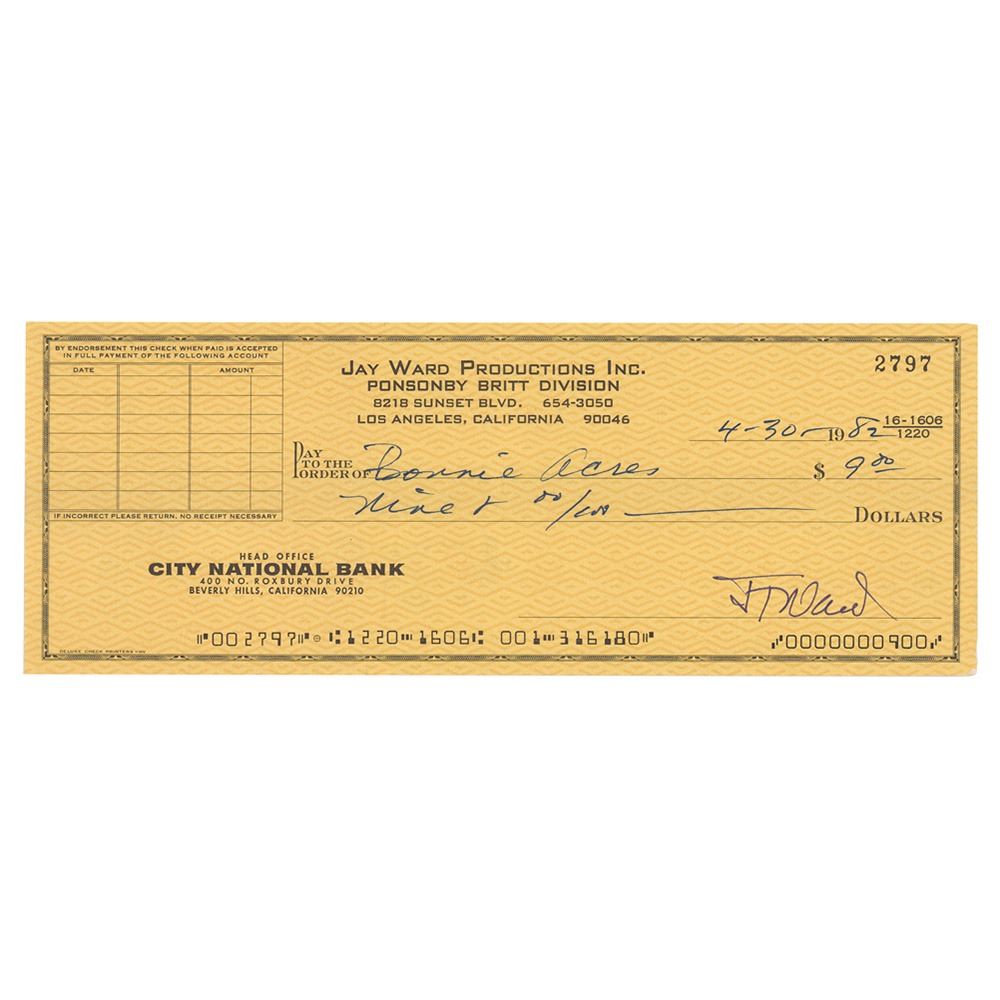 BY ENDORSEMENT THIS CHECK WHEN PAID IS ACCEPTED
IN FULL PAYMENT OF THE FOLLOWING ACCOUNT
DATE AMOUNT
IF INCORRECT PLEASE RETURN. NO RECEIPT NECESSARY
JAY WARD PRODUCTIONS INC.
PONSONBY BRITT DIVISION
8218 SUNSET BLVD. 654-3050
LOS ANGELES, CALIFORNIA 90046
2797
4-30-1982
16-1606
1220
PAY
TO THE
ORDER OF Bonnie Acres $ 9 00
Nine & 00/100 DOLLARS
HEAD OFFICE
CITY NATIONAL BANK
400 NO. ROXBURY DRIVE
BEVERLY HILLS, CALIFORNIA 90210
J T Ward
⑈002797⑈ ⑆1220⑉1606⑆ 001⑉316180⑈ ⑇0000000900⑇
DELUXE CHECK PRINTERS